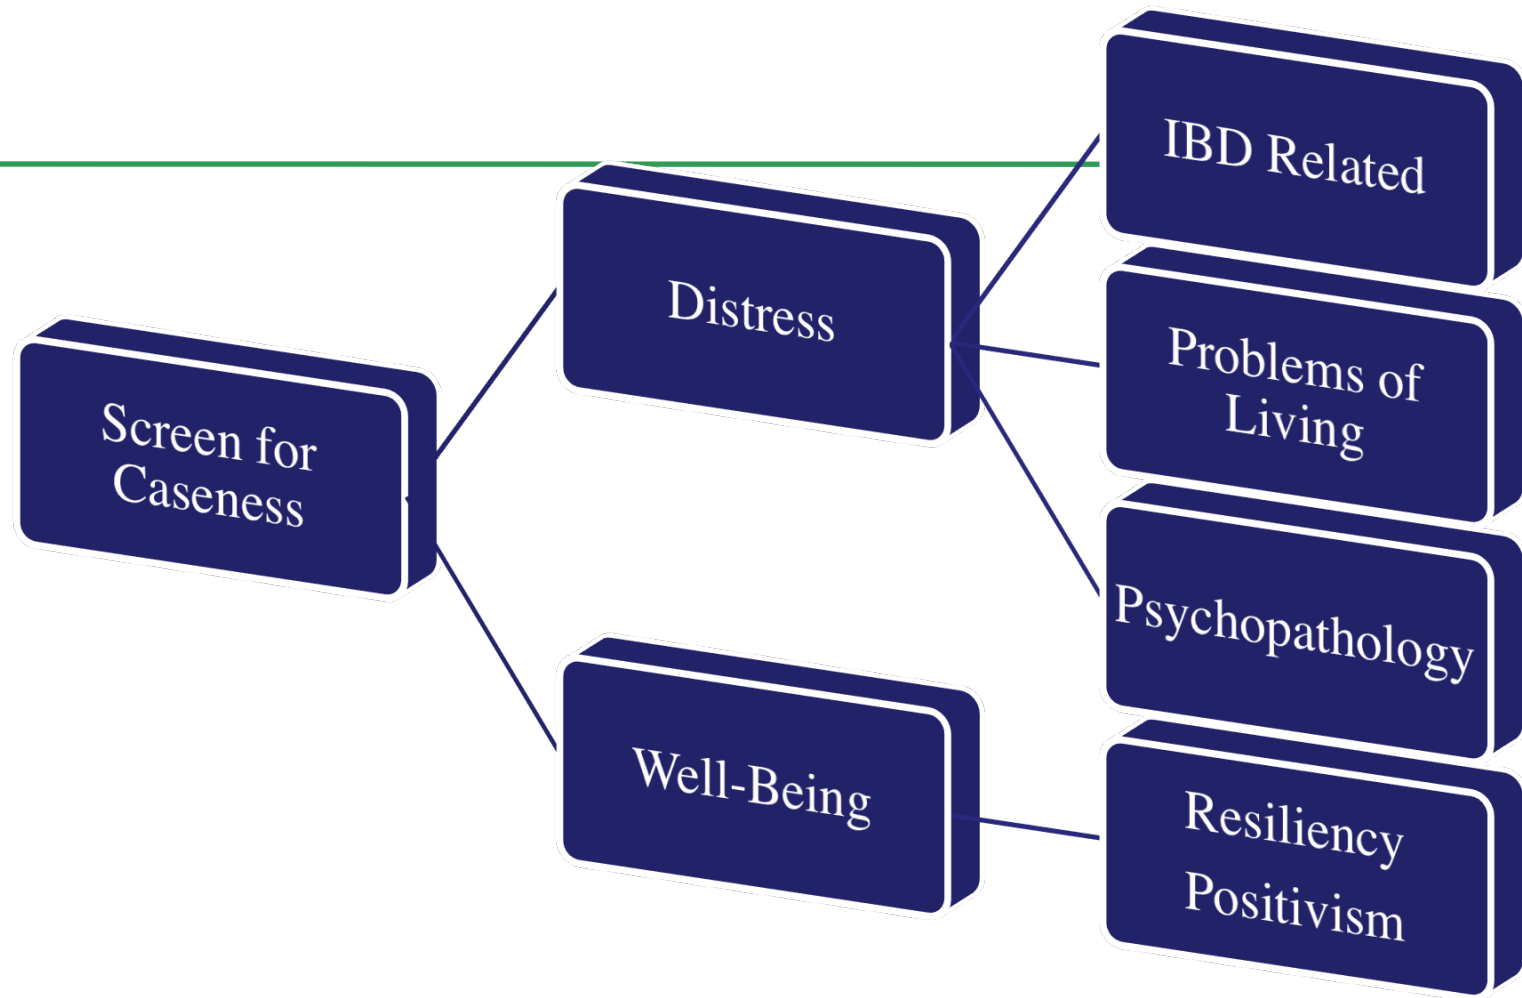 Screen for
Caseness
Distress
Well-Being
IBD Related
Problems of
Living
Psychopathology
Resiliency
Positivism